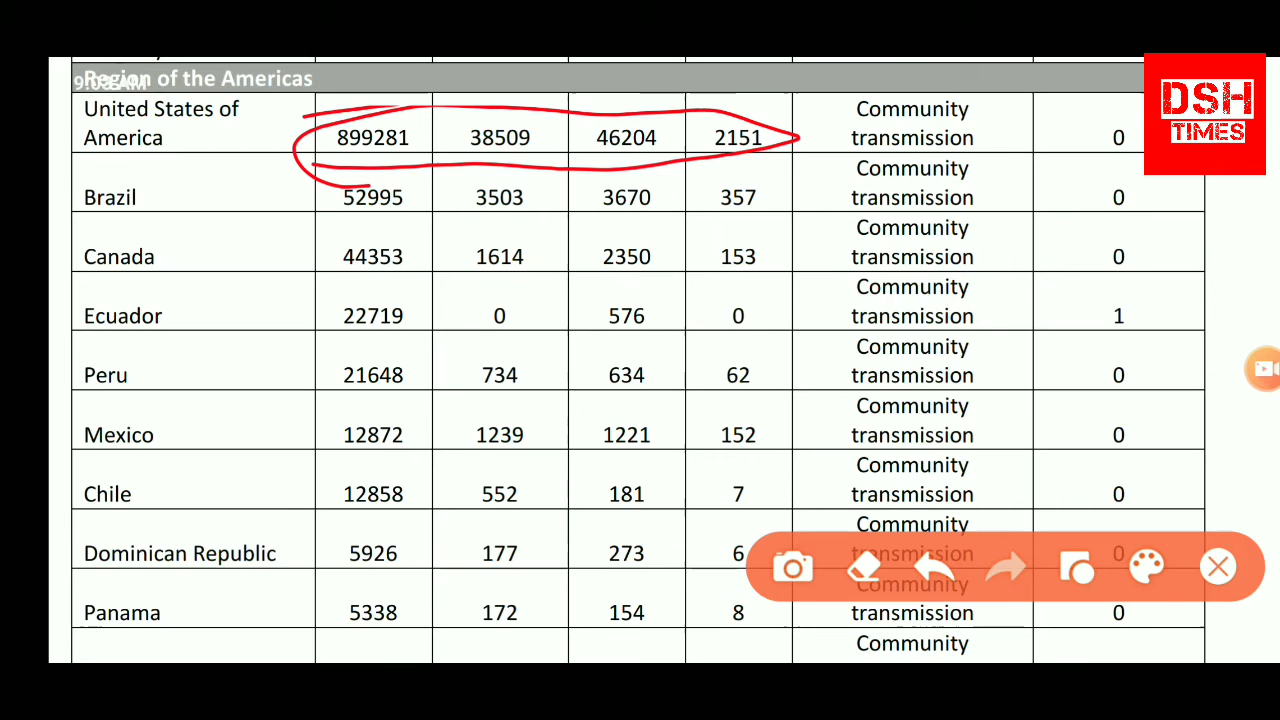 Region of the Americas
DSH
TIMES
United States of America 899281 38509 46204 2151 Community transmission 0
Brazil 52995 3503 3670 357 Community transmission 0
Canada 44353 1614 2350 153 Community transmission 0
Ecuador 22719 0 576 0 Community transmission 1
Peru 21648 734 634 62 Community transmission 0
Mexico 12872 1239 1221 152 Community transmission 0
Chile 12858 552 181 7 Community transmission 0
Dominican Republic 5926 177 273 6 Community transmission 0
Panama 5338 172 154 8 Community transmission 0
Community